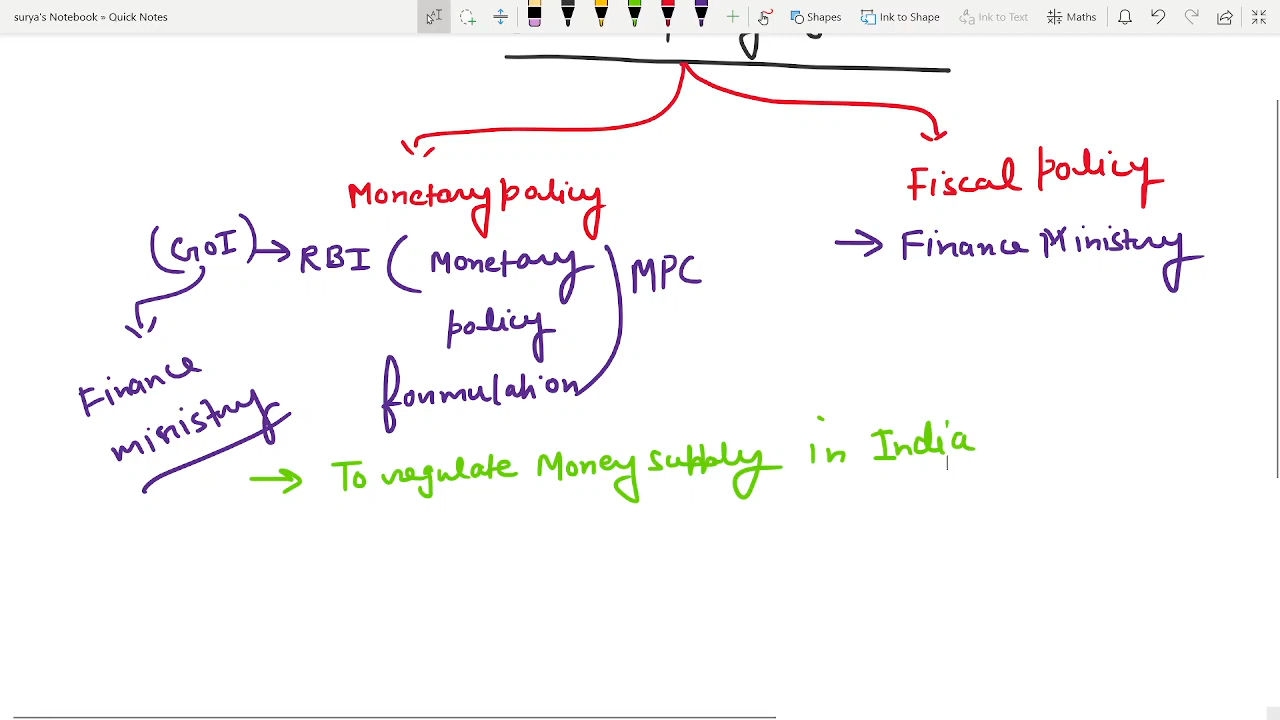 surya's Notebook » Quick Notes
Shapes
Ink to Shape
Ink to Text
Maths
Monetary policy
Fiscal policy
(GOI) → RBI (Monetary policy formulation) MPC
→ Finance Ministry
Finance
ministry
→ To regulate Money supply in India